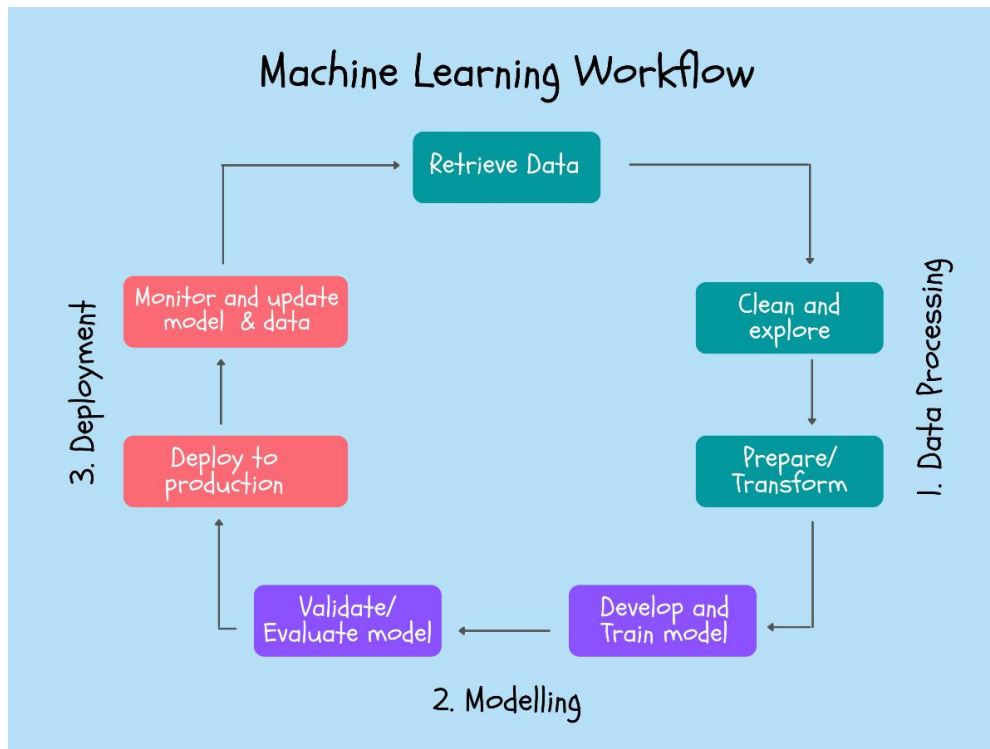 Machine Learning Workflow
Retrieve Data
Clean and
explore
Prepare/
Transform
1. Data Processing
Develop and
Train model
Validate/
Evaluate model
2. Modelling
Deploy to
production
Monitor and update
model & data
3. Deployment